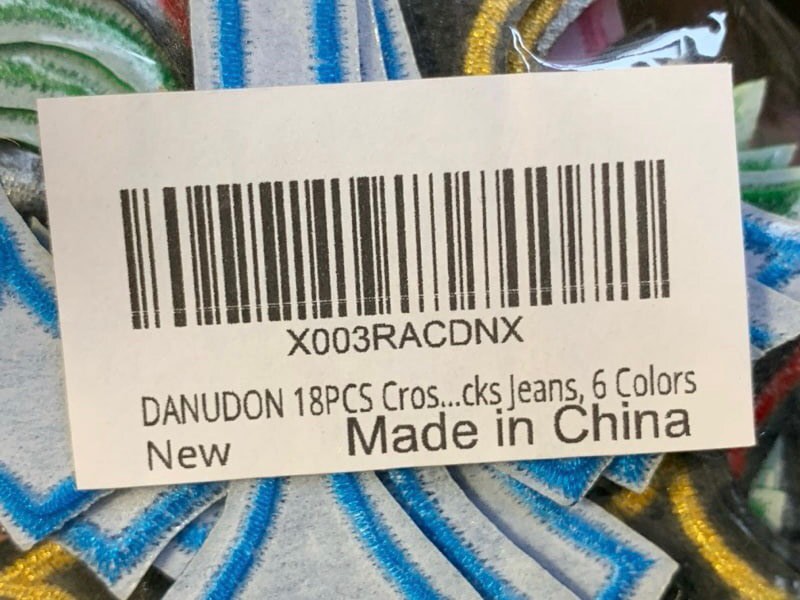 X003RACDNX
DANUDON 18PCS Cros...cks Jeans, 6 Colors
New
Made in China